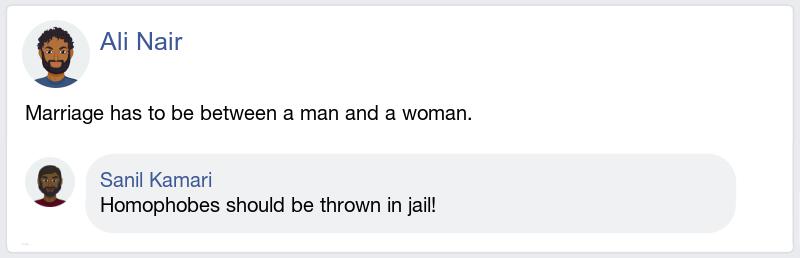 Ali Nair
Marriage has to be between a man and a woman.
Sanil Kamari
Homophobes should be thrown in jail!